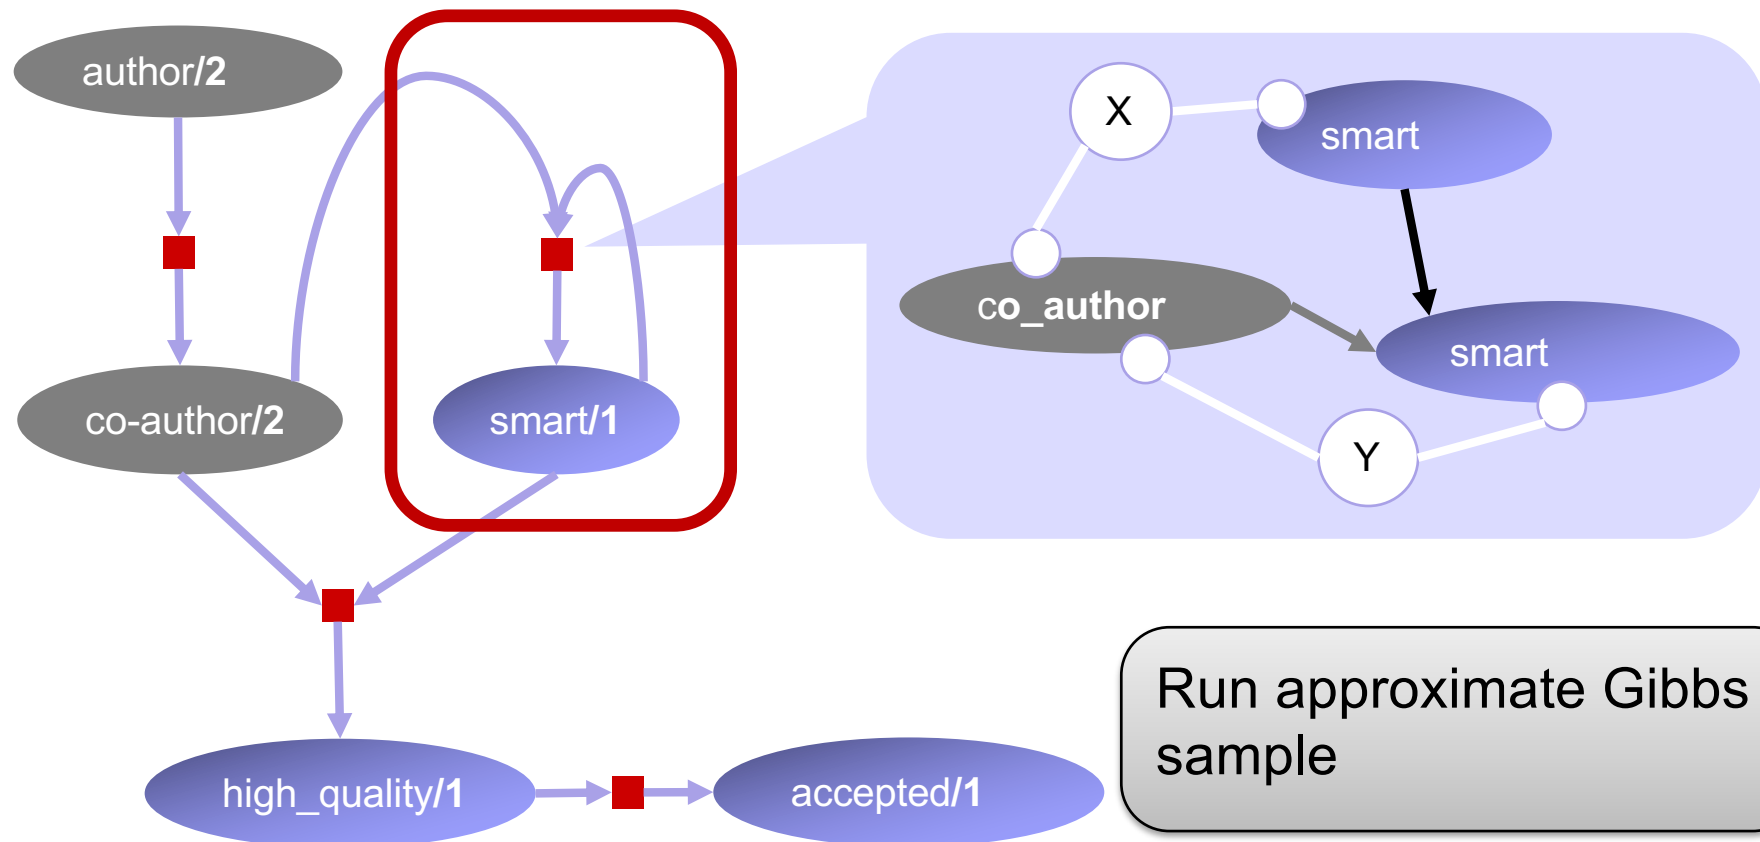 author/2
X
smart
co_author
smart
co-author/2
smart/1
Y
Run approximate Gibbs
sample
high_quality/1
accepted/1